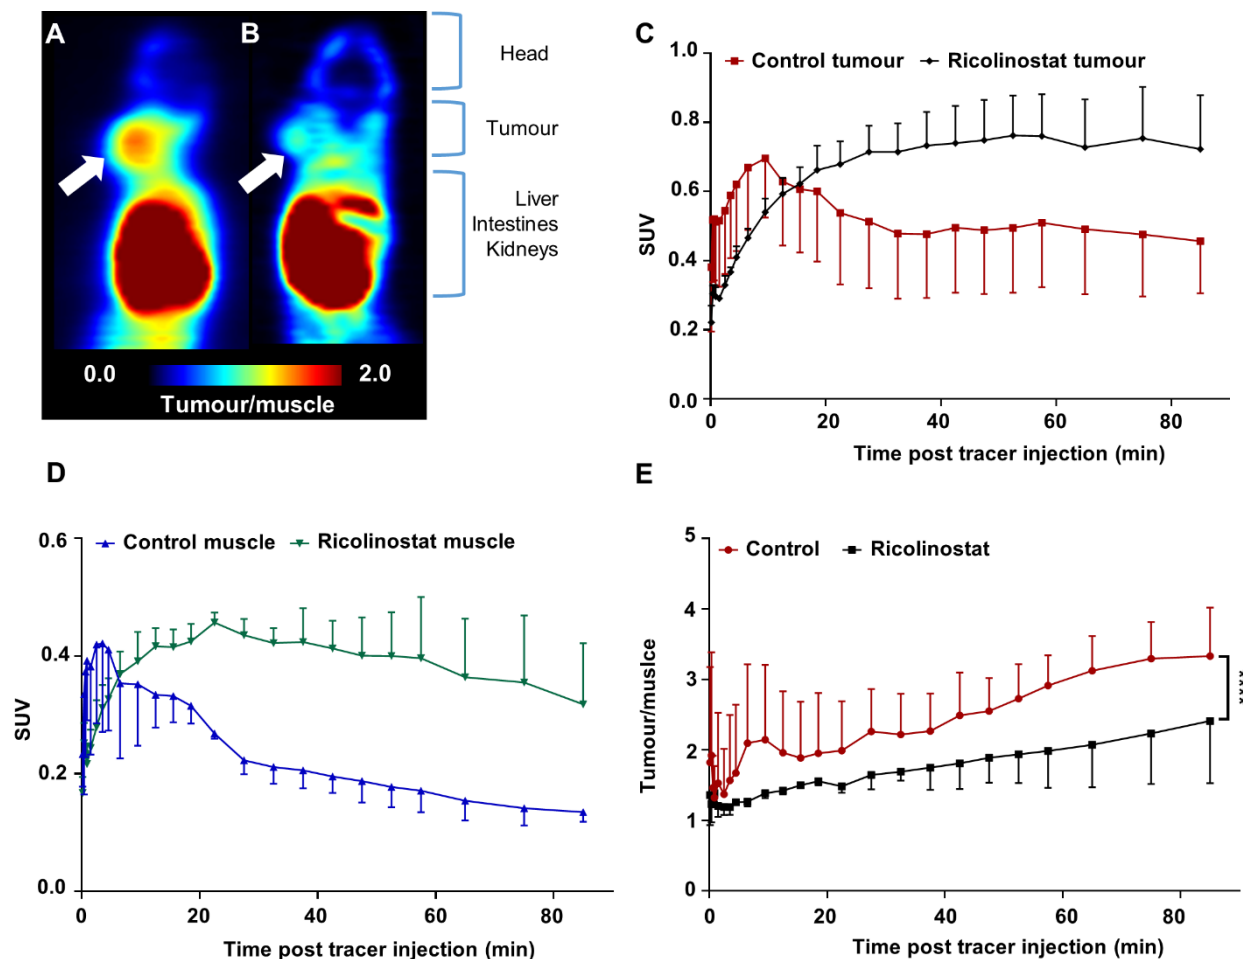 A
B
Head
Tumour
Liver
Intestines
Kidneys
0.0
2.0
Tumour/muscle
C
1.0
0.8
0.6
0.4
0.2
0.0
SUV
Control tumour
Ricolinostat tumour
0 20 40 60 80
Time post tracer injection (min)
D
0.6
0.4
0.2
0.0
SUV
Control muscle
Ricolinostat muscle
0 20 40 60 80
Time post tracer injection (min)
E
5
4
3
2
1
0
Tumour/muslce
Control
Ricolinostat
****
0 20 40 60 80
Time post tracer injection (min)